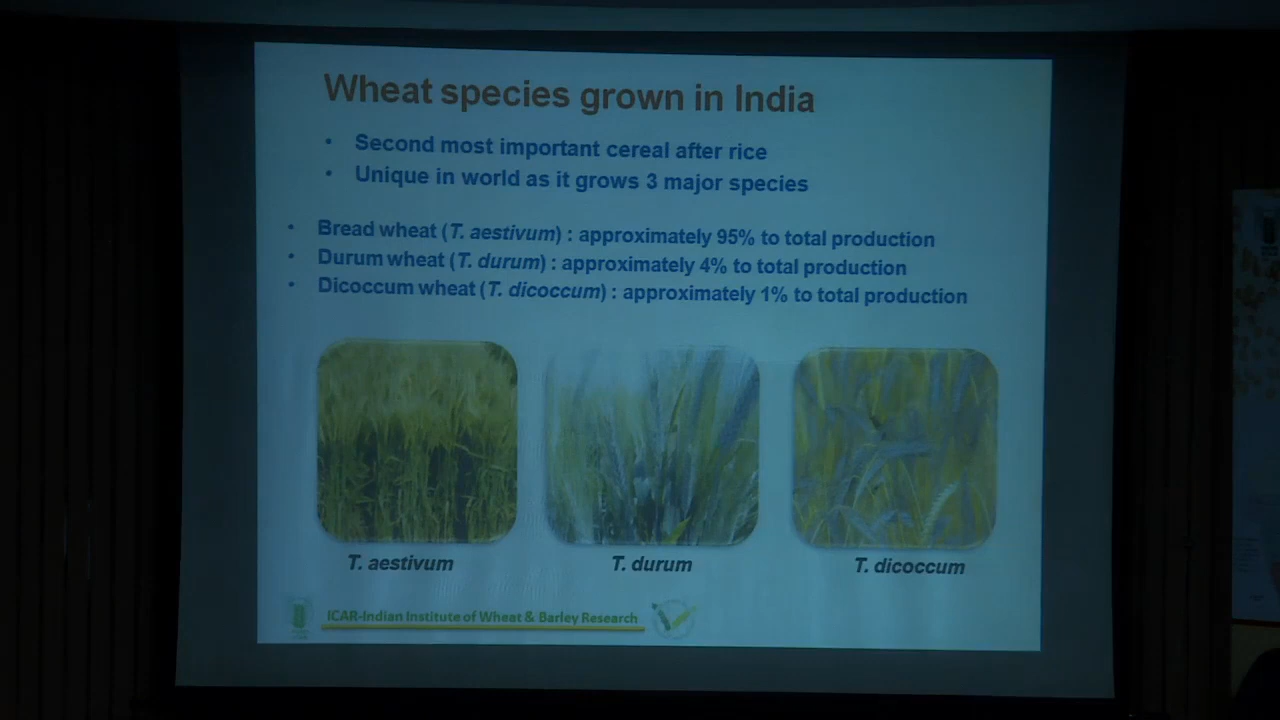 Wheat species grown in India
• Second most important cereal after rice
• Unique in world as it grows 3 major species
• Bread wheat (T. aestivum) : approximately 95% to total production
• Durum wheat (T. durum) : approximately 4% to total production
• Dicoccum wheat (T. dicoccum) : approximately 1% to total production
T. aestivum T. durum T. dicoccum
ICAR-Indian Institute of Wheat & Barley Research